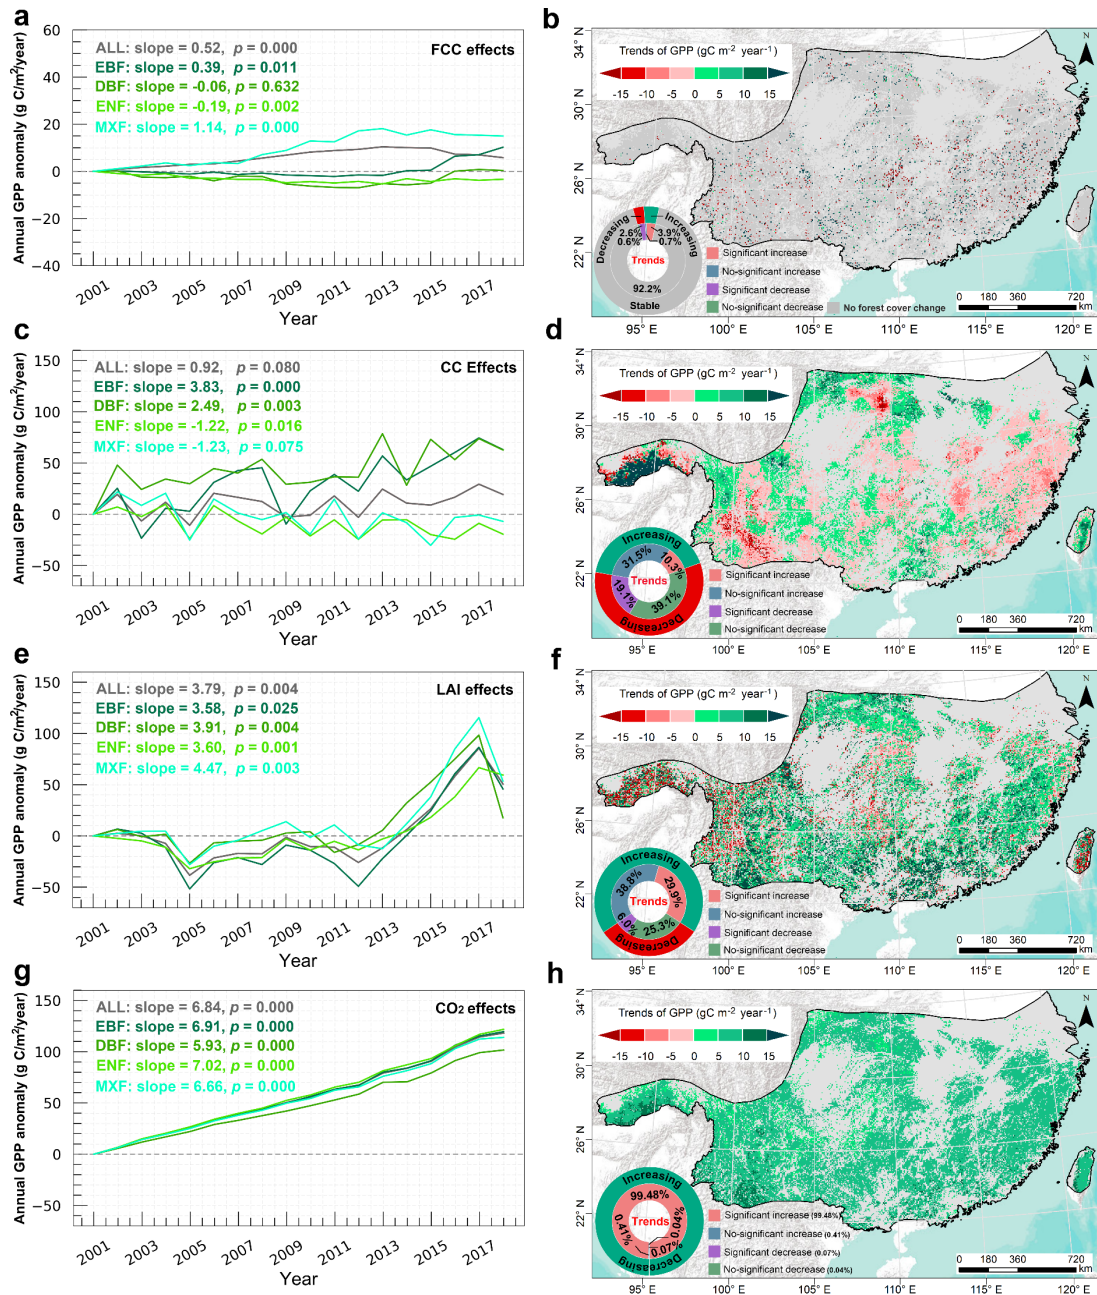 a
60
40
20
0
−20
−40
Annual GPP anomaly (g C/m²/year)
ALL: slope = 0.52, p = 0.000
EBF: slope = 0.39, p = 0.011
DBF: slope = -0.06, p = 0.632
ENF: slope = -0.19, p = 0.002
MXF: slope = 1.14, p = 0.000
FCC effects
2001 2003 2005 2007 2009 2011 2013 2015 2017
Year
b
Trends of GPP (gC m⁻² year⁻¹)
-15 -10 -5 0 5 10 15
N
34° N
30° N
26° N
22° N
Decreasing
Increasing
2.6%
0.6%
3.9%
0.7%
Trends
92.2%
Stable
Significant increase
No-significant increase
Significant decrease
No-significant decrease
No forest cover change
0 180 360 720
km
95° E 100° E 105° E 110° E 115° E 120° E
c
150
100
50
0
−50
Annual GPP anomaly (g C/m²/year)
ALL: slope = 0.92, p = 0.080
EBF: slope = 3.83, p = 0.000
DBF: slope = 2.49, p = 0.003
ENF: slope = -1.22, p = 0.016
MXF: slope = -1.23, p = 0.075
CC Effects
2001 2003 2005 2007 2009 2011 2013 2015 2017
Year
d
Trends of GPP (gC m⁻² year⁻¹)
-15 -10 -5 0 5 10 15
N
34° N
30° N
26° N
22° N
Increasing
31.5%
10.3%
Trends
19.1%
39.1%
Decreasing
Significant increase
No-significant increase
Significant decrease
No-significant decrease
0 180 360 720
km
95° E 100° E 105° E 110° E 115° E 120° E
e
150
100
50
0
−50
Annual GPP anomaly (g C/m²/year)
ALL: slope = 3.79, p = 0.004
EBF: slope = 3.58, p = 0.025
DBF: slope = 3.91, p = 0.004
ENF: slope = 3.60, p = 0.001
MXF: slope = 4.47, p = 0.003
LAI effects
2001 2003 2005 2007 2009 2011 2013 2015 2017
Year
f
Trends of GPP (gC m⁻² year⁻¹)
-15 -10 -5 0 5 10 15
N
34° N
30° N
26° N
22° N
Increasing
38.8%
29.9%
Trends
6.0%
25.3%
Decreasing
Significant increase
No-significant increase
Significant decrease
No-significant decrease
0 180 360 720
km
95° E 100° E 105° E 110° E 115° E 120° E
g
150
100
50
0
−50
Annual GPP anomaly (g C/m²/year)
ALL: slope = 6.84, p = 0.000
EBF: slope = 6.91, p = 0.000
DBF: slope = 5.93, p = 0.000
ENF: slope = 7.02, p = 0.000
MXF: slope = 6.66, p = 0.000
CO₂ effects
2001 2003 2005 2007 2009 2011 2013 2015 2017
Year
h
Trends of GPP (gC m⁻² year⁻¹)
-15 -10 -5 0 5 10 15
N
34° N
30° N
26° N
22° N
Increasing
99.48%
Trends
0.41%
0.04%
0.07%
Decreasing
Significant increase (99.48%)
No-significant increase (0.41%)
Significant decrease (0.07%)
No-significant decrease (0.04%)
0 180 360 720
km
95° E 100° E 105° E 110° E 115° E 120° E